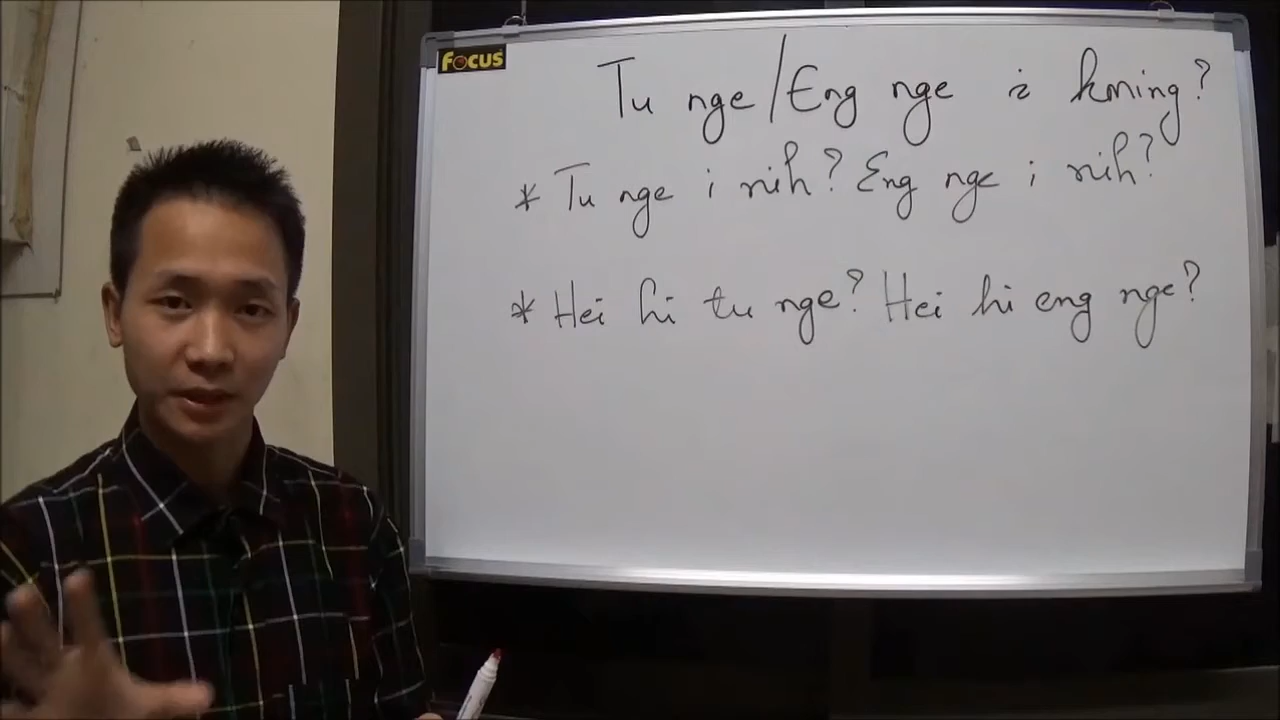 FOCUS
Tu nge/Eng nge i hming?
* Tu nge i nih? Eng nge i nih?
* Hei hi tu nge? Hei hi eng nge?